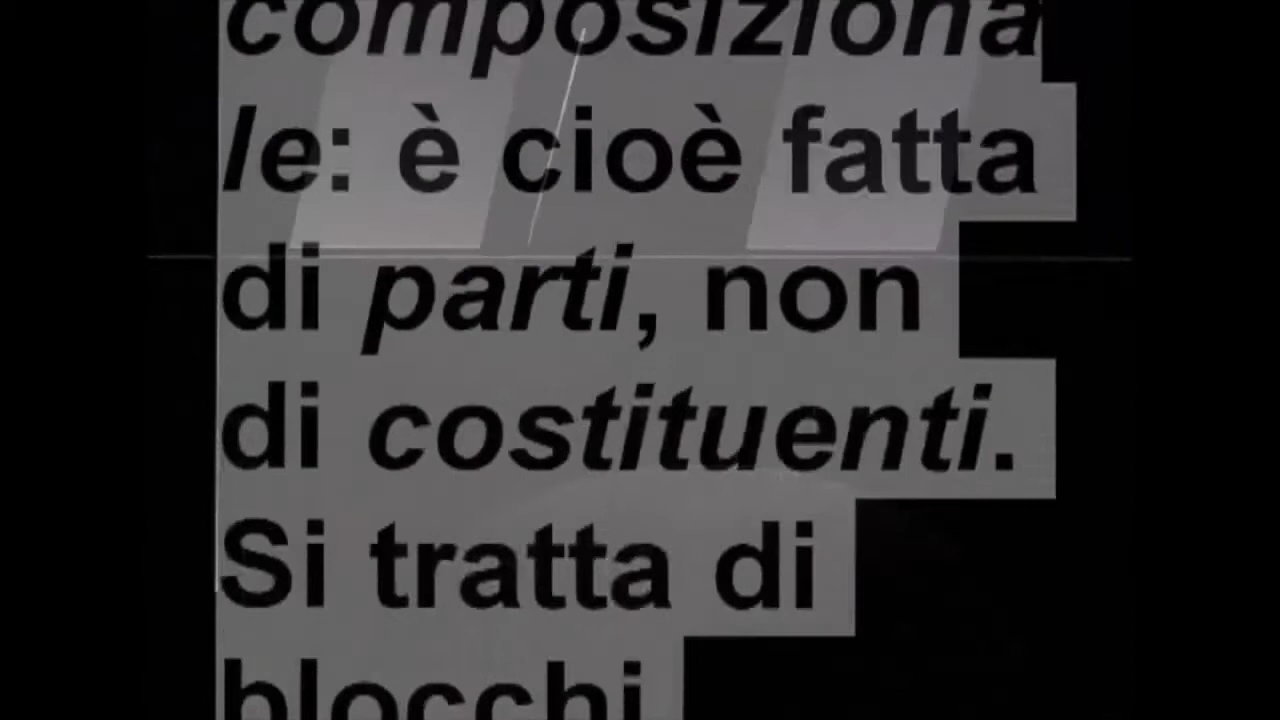 composiziona
le: è cioè fatta
di parti, non
di costituenti.
Si tratta di
blocchi